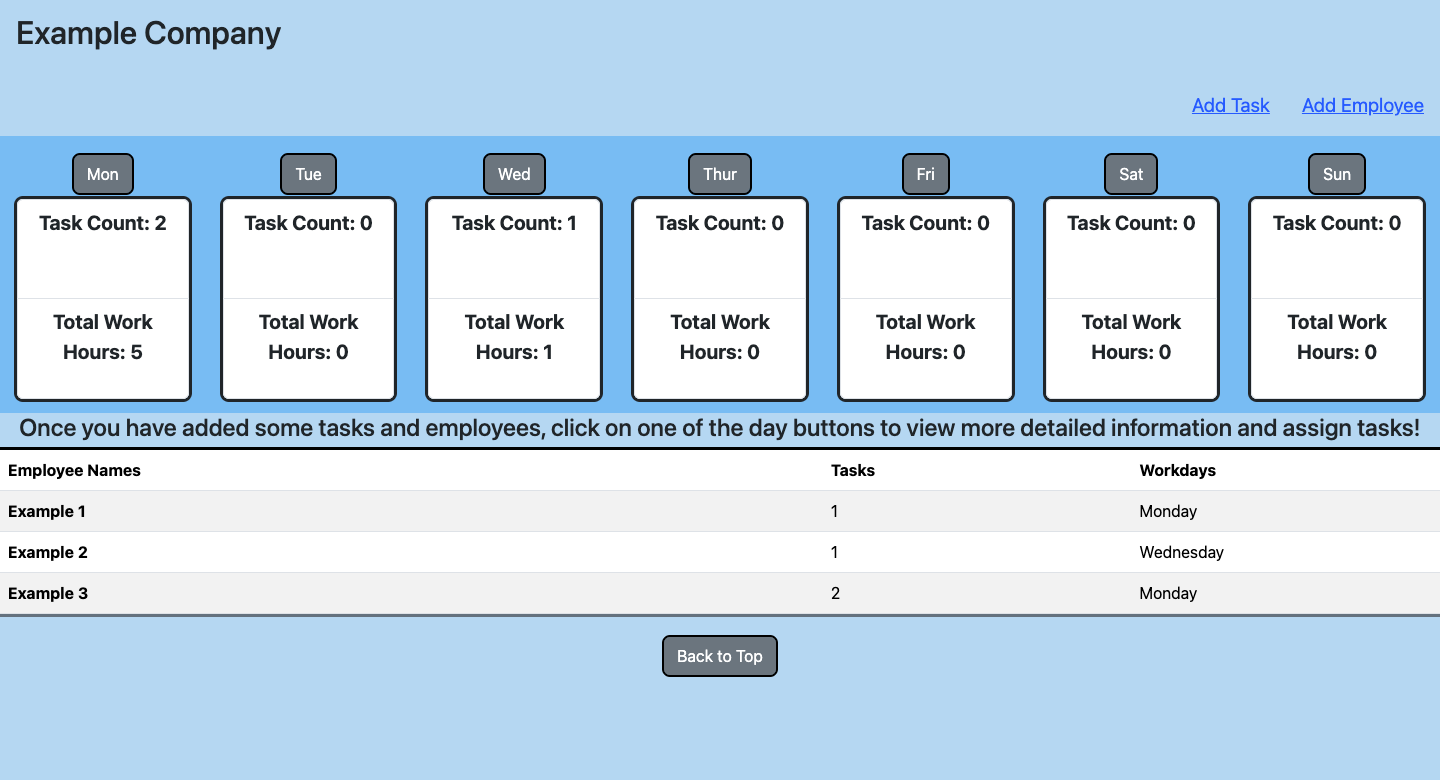 Example Company
Add Task Add Employee
Mon Tue Wed Thur Fri Sat Sun
Task Count: 2 Task Count: 0 Task Count: 1 Task Count: 0 Task Count: 0 Task Count: 0 Task Count: 0
Total Work Total Work Total Work Total Work Total Work Total Work Total Work
Hours: 5 Hours: 0 Hours: 1 Hours: 0 Hours: 0 Hours: 0 Hours: 0
Once you have added some tasks and employees, click on one of the day buttons to view more detailed information and assign tasks!
Employee Names Tasks Workdays
Example 1 1 Monday
Example 2 1 Wednesday
Example 3 2 Monday
Back to Top